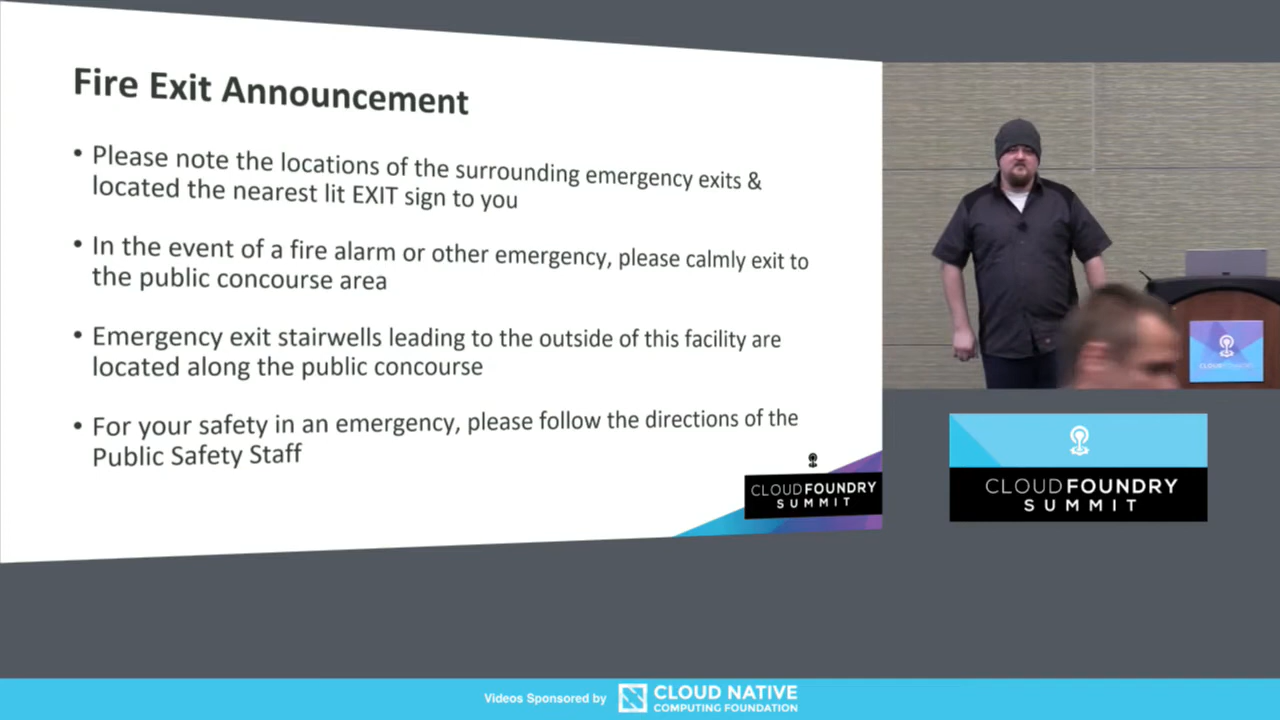 Fire Exit Announcement
• Please note the locations of the surrounding emergency exits &
located the nearest lit EXIT sign to you
• In the event of a fire alarm or other emergency, please calmly exit to
the public concourse area
• Emergency exit stairwells leading to the outside of this facility are
located along the public concourse
• For your safety in an emergency, please follow the directions of the
Public Safety Staff
CLOUDFOUNDRY
SUMMIT
CLOUDFOUNDRY
CLOUDFOUNDRY
SUMMIT
Videos Sponsored by
CLOUD NATIVE
COMPUTING FOUNDATION